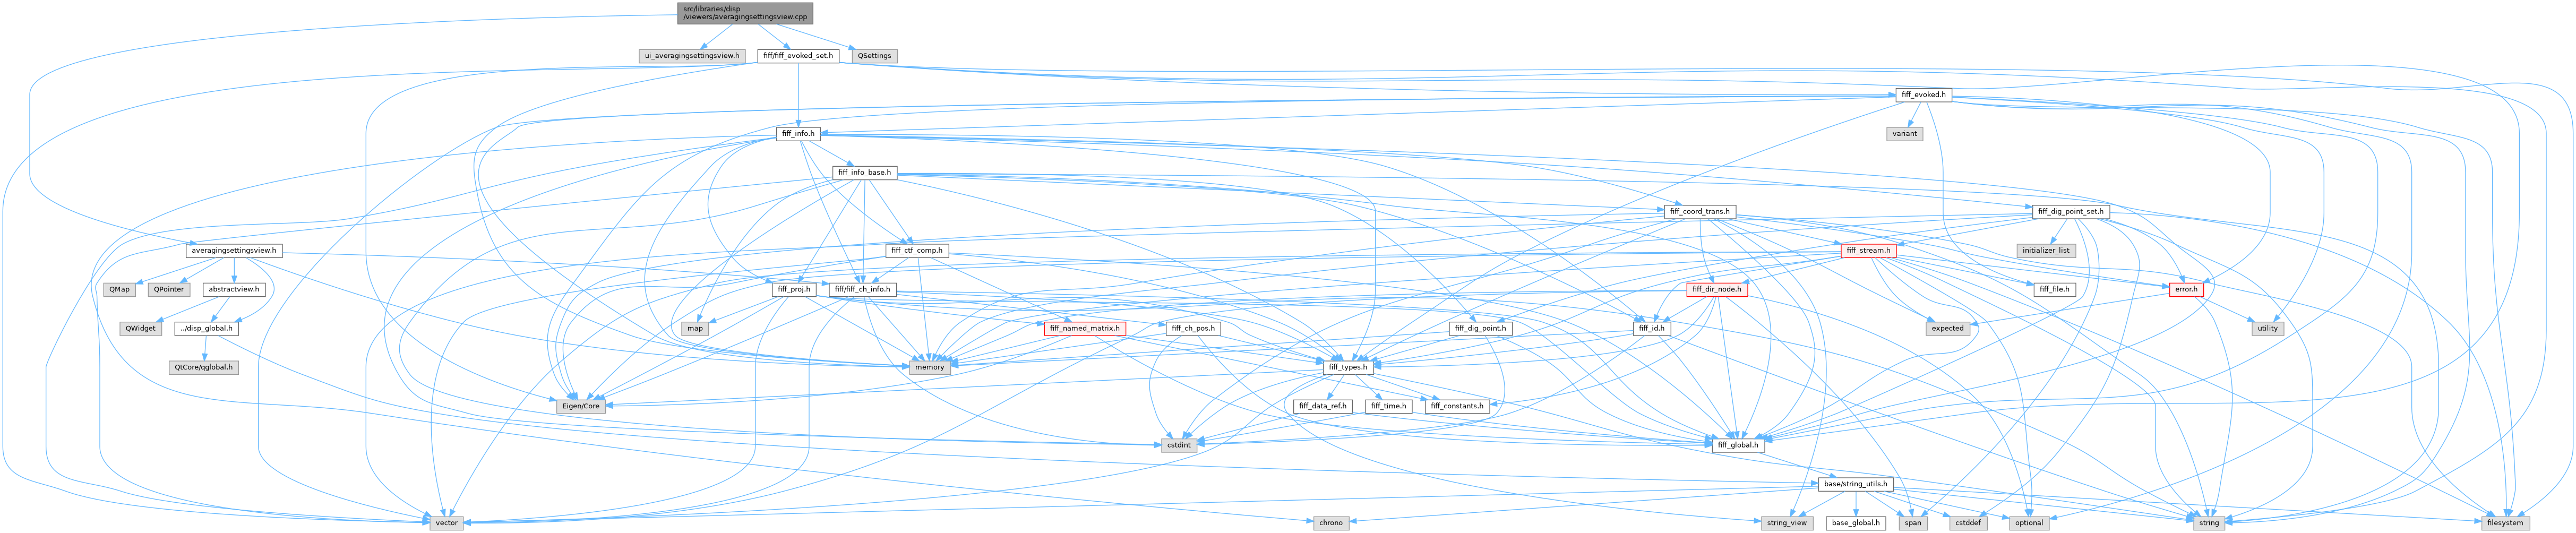 src/libraries/disp
/viewers/averagingsettingsview.cpp
ui_averagingsettingsview.h
fiff/fiff_evoked_set.h
QSettings
fiff_evoked.h
fiff_info.h
variant
fiff_info_base.h
fiff_coord_trans.h
fiff_dig_point_set.h
averagingsettingsview.h
fiff_ctf_comp.h
fiff_stream.h
initializer_list
QMap
QPointer
abstractview.h
fiff_proj.h
fiff/fiff_ch_info.h
fiff_dir_node.h
fiff_file.h
error.h
QWidget
../disp_global.h
map
fiff_named_matrix.h
fiff_ch_pos.h
fiff_dig_point.h
fiff_id.h
expected
utility
QtCore/qglobal.h
memory
fiff_types.h
Eigen/Core
fiff_data_ref.h
fiff_time.h
fiff_constants.h
cstdint
fiff_global.h
base/string_utils.h
vector
chrono
string_view
base_global.h
span
cstddef
optional
string
filesystem